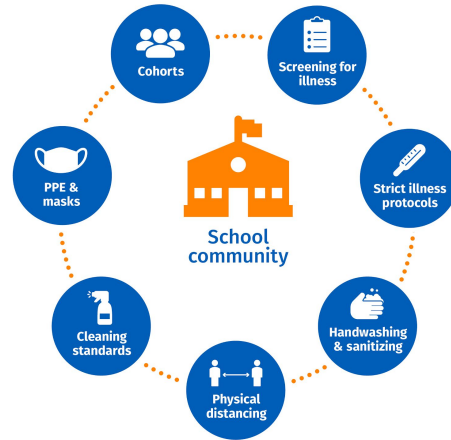 Cohorts
Screening for
illness
PPE &
masks
Strict illness
protocols
School
community
Cleaning
standards
Handwashing
& sanitizing
Physical
distancing